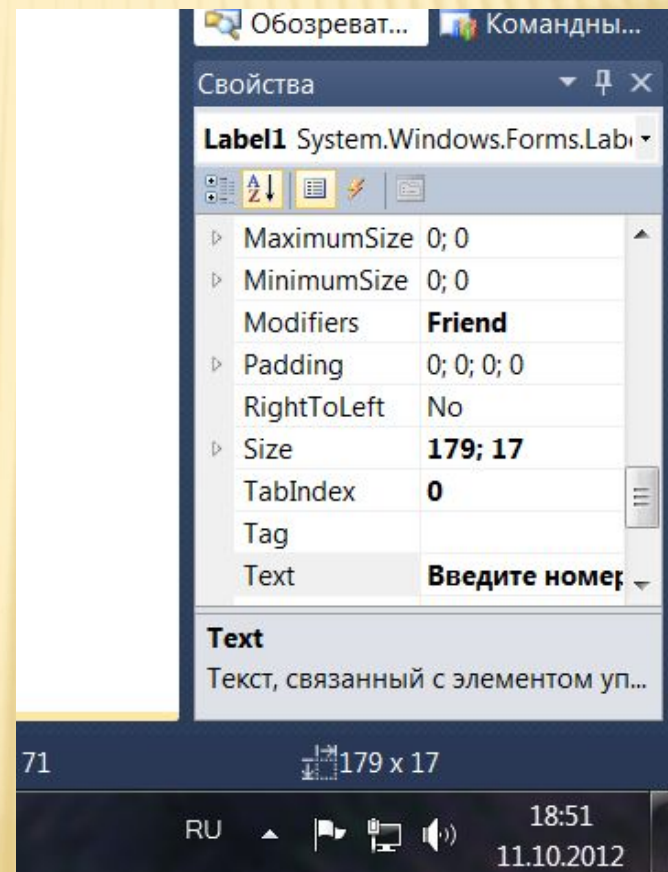 Обозреват... Командны...
Свойства
Label1 System.Windows.Forms.Lab
MaximumSize 0; 0
MinimumSize 0; 0
Modifiers Friend
Padding 0; 0; 0; 0
RightToLeft No
Size 179; 17
TabIndex 0
Tag
Text Введите номер
Text
Текст, связанный с элементом уп...
71 179 x 17
RU 18:51
11.10.2012